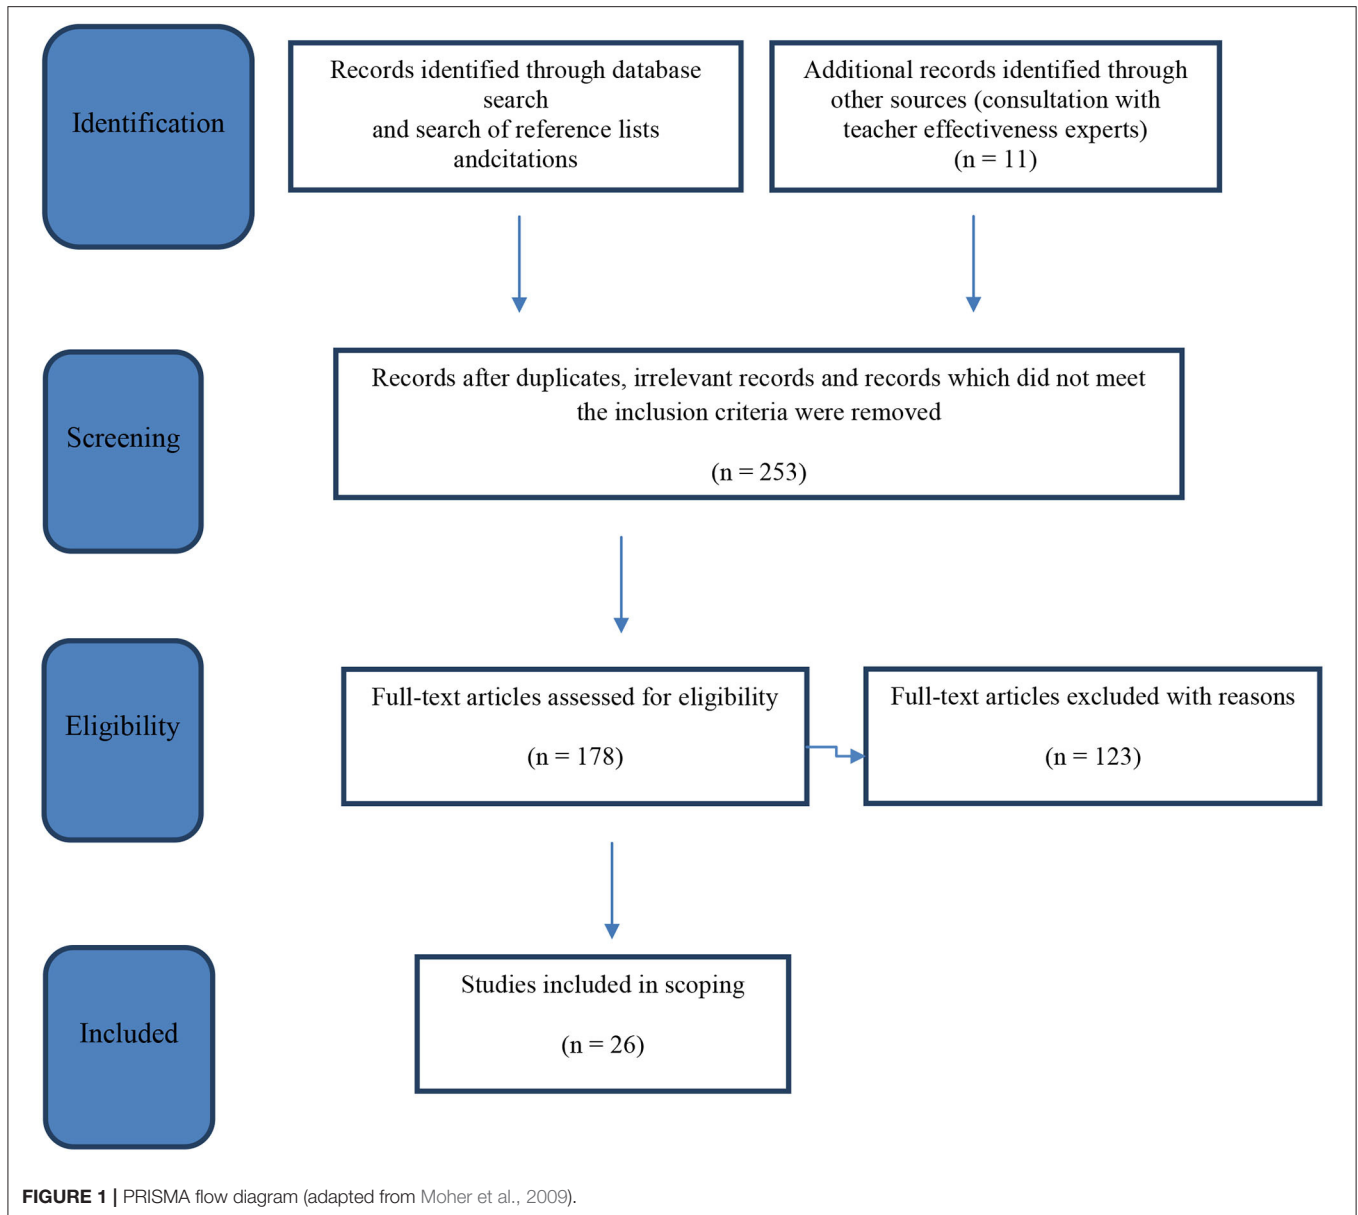 Identification
Records identified through database
search
and search of reference lists
andcitations
Additional records identified through
other sources (consultation with
teacher effectiveness experts)
(n = 11)
Screening
Records after duplicates, irrelevant records and records which did not meet
the inclusion criteria were removed
(n = 253)
Eligibility
Full-text articles assessed for eligibility
(n = 178)
Full-text articles excluded with reasons
(n = 123)
Included
Studies included in scoping
(n = 26)
FIGURE 1 | PRISMA flow diagram (adapted from Moher et al., 2009).